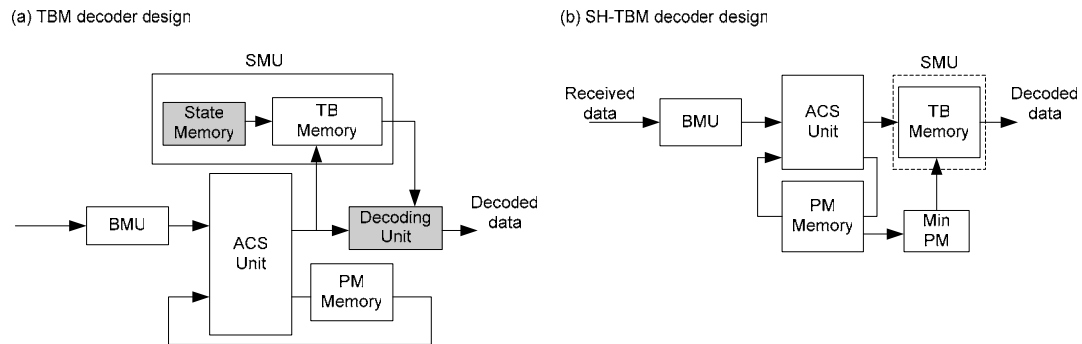 (a) TBM decoder design
SMU
State
Memory
TB
Memory
BMU
ACS
Unit
Decoding
Unit
Decoded
data
PM
Memory
(b) SH-TBM decoder design
SMU
Received
data
BMU
ACS
Unit
TB
Memory
Decoded
data
PM
Memory
Min
PM